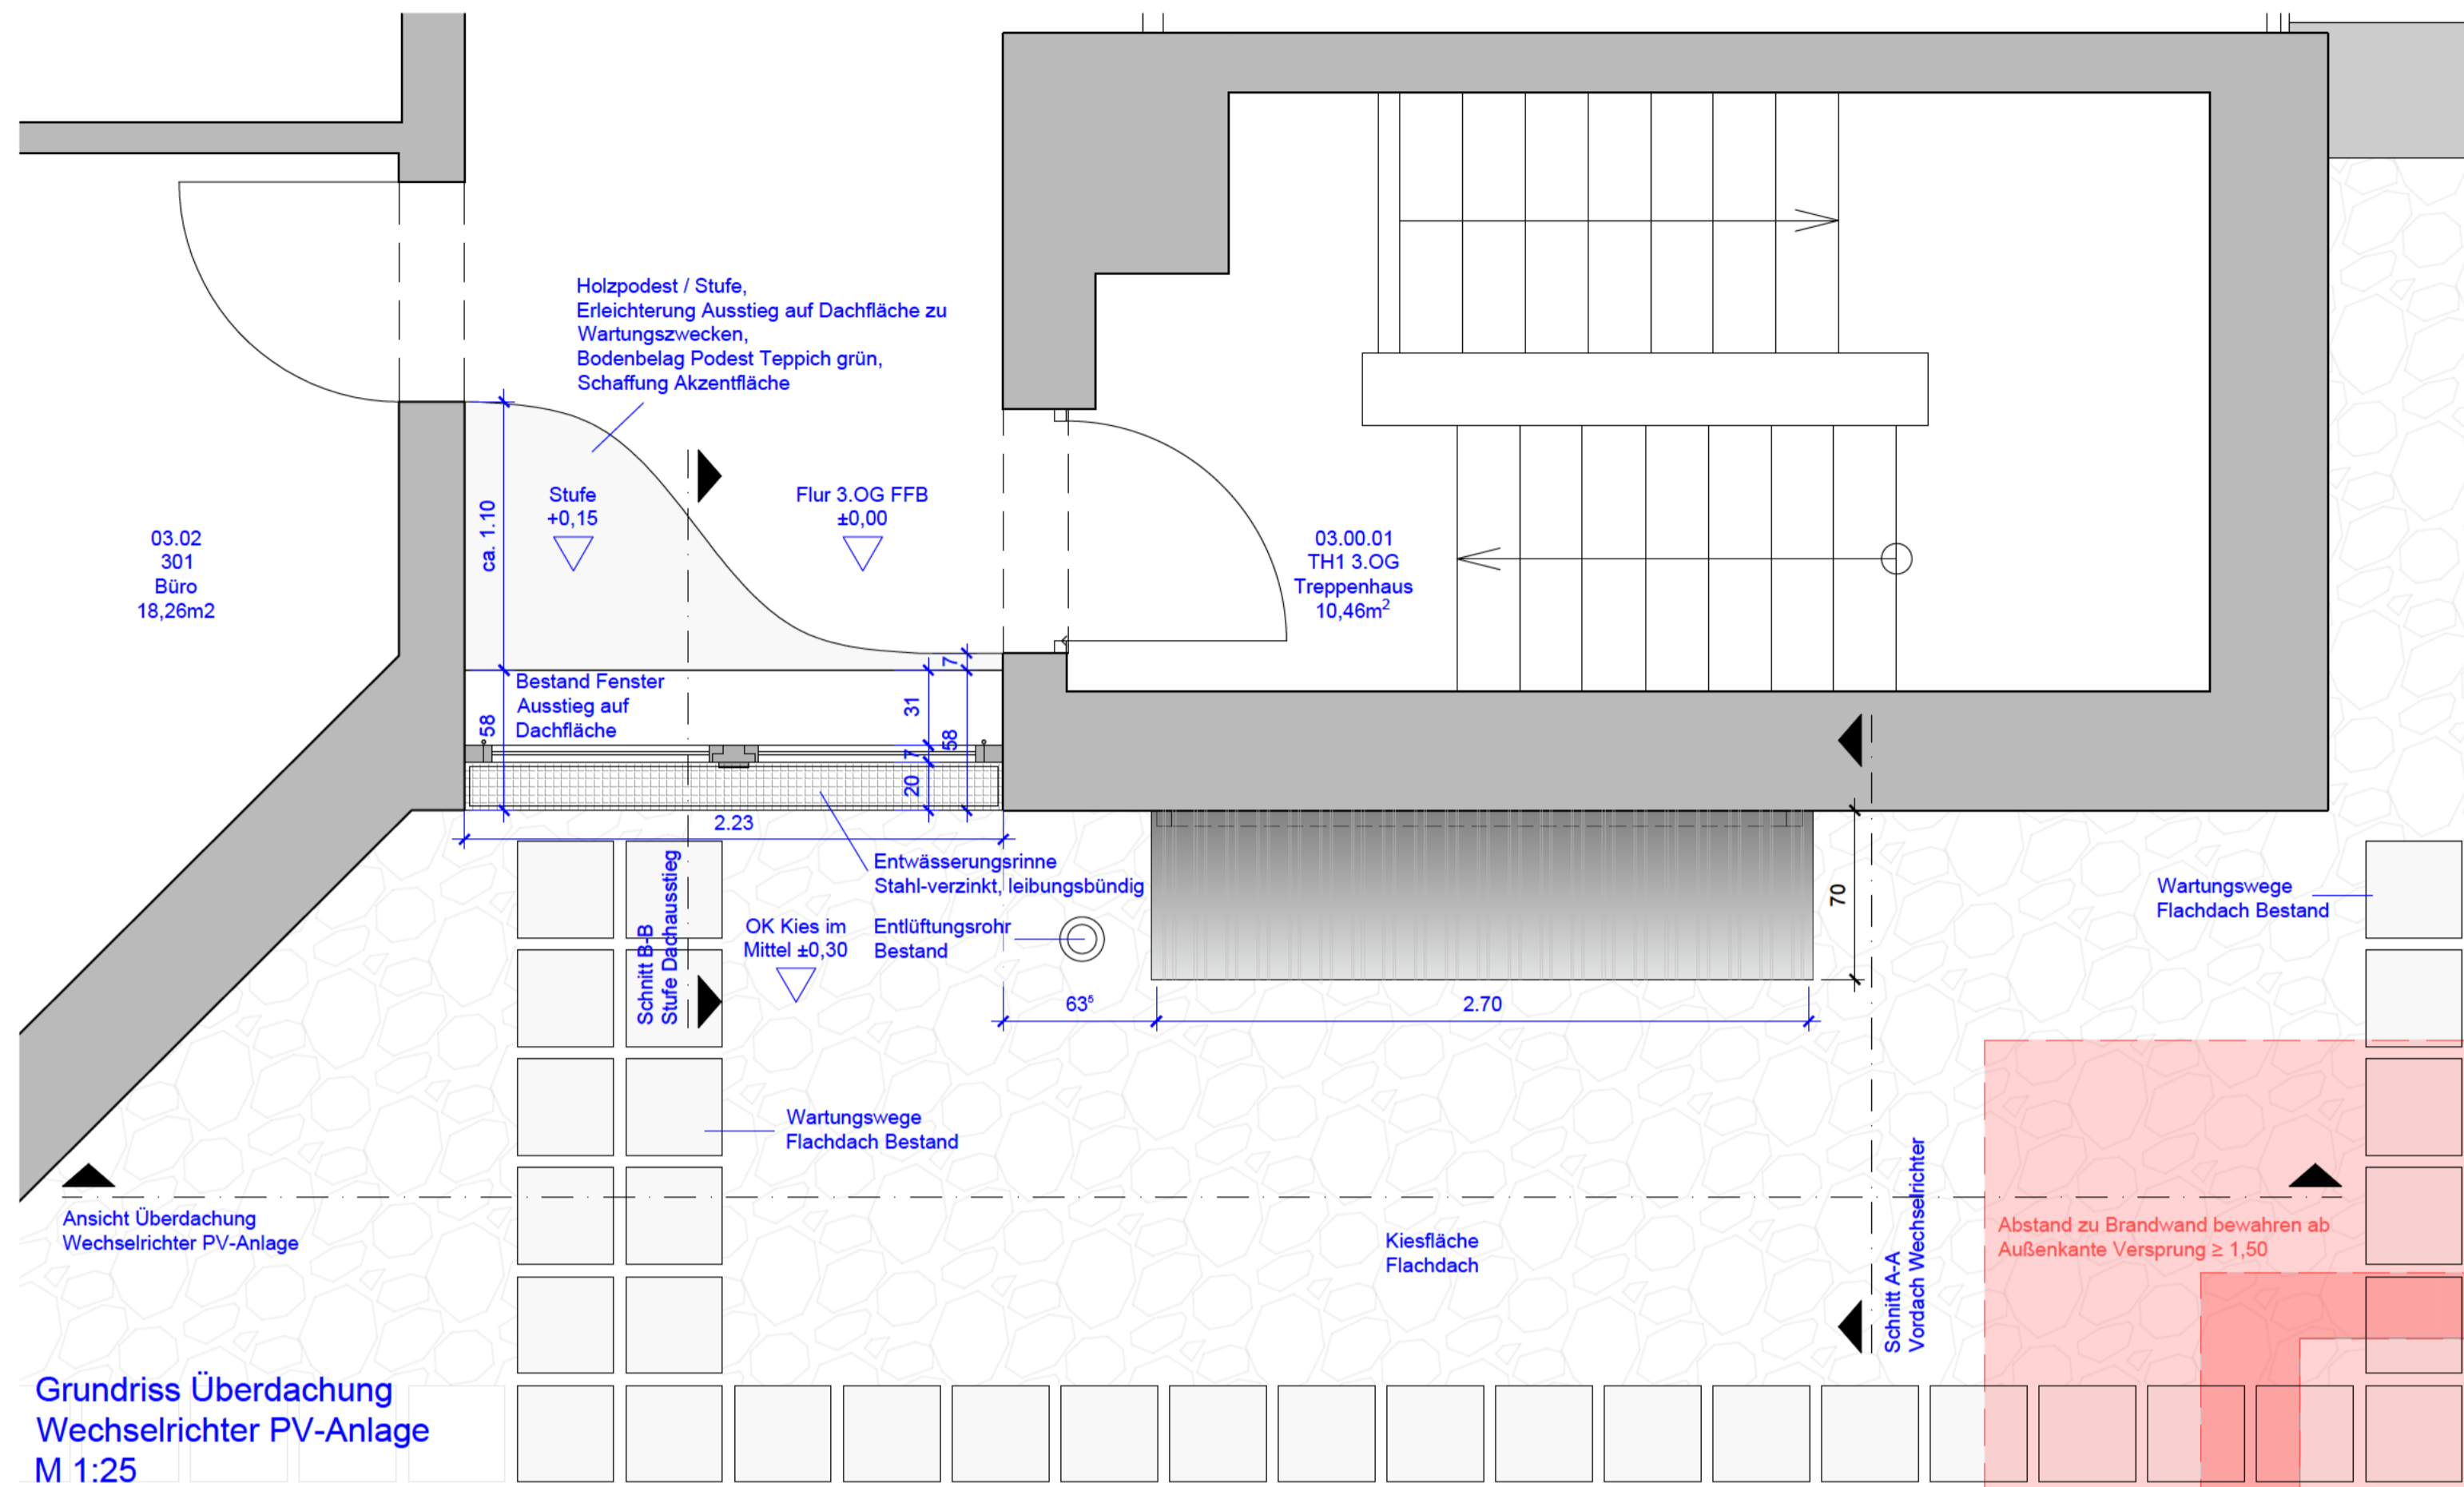 Holzpodest / Stufe,
Erleichterung Ausstieg auf Dachfläche zu
Wartungszwecken,
Bodenbelag Podest Teppich grün,
Schaffung Akzentfläche
Stufe
+0,15
Flur 3.OG FFB
±0,00
ca. 1.10
03.02
301
Büro
18,26m2
03.00.01
TH1 3.OG
Treppenhaus
10,46m²
Bestand Fenster
Ausstieg auf
Dachfläche
58
7
31
58
7
20
2.23
Entwässerungsrinne
Stahl-verzinkt, leibungsbündig
Schnitt B-B
Stufe Dachausstieg
OK Kies im
Mittel ±0,30
Entlüftungsrohr
Bestand
70
63⁵
2.70
Wartungswege
Flachdach Bestand
Wartungswege
Flachdach Bestand
Ansicht Überdachung
Wechselrichter PV-Anlage
Kiesfläche
Flachdach
Schnitt A-A
Vordach Wechselrichter
Abstand zu Brandwand bewahren ab
Außenkante Versprung ≥ 1,50
Grundriss Überdachung
Wechselrichter PV-Anlage
M 1:25